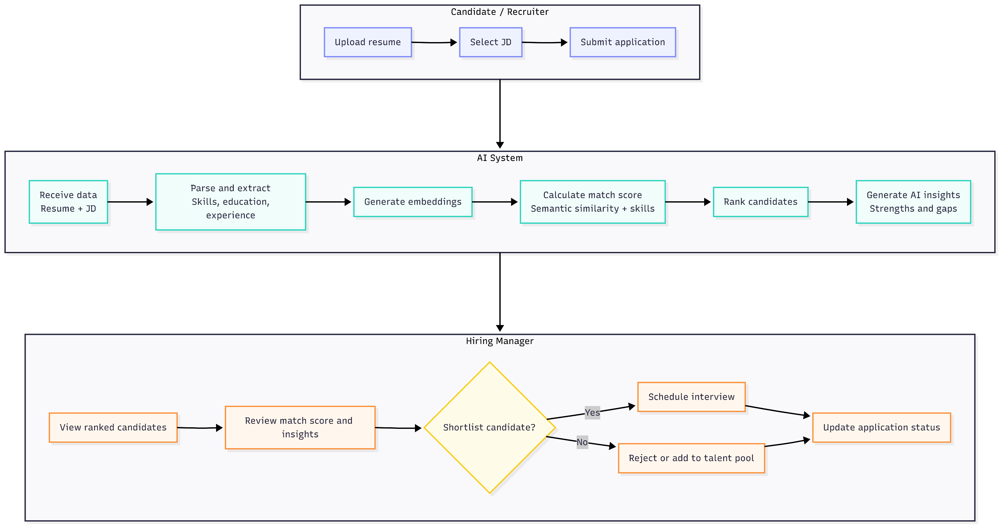 Candidate / Recruiter
Upload resume
Select JD
Submit application
AI System
Receive data
Resume + JD
Parse and extract
Skills, education,
experience
Generate embeddings
Calculate match score
Semantic similarity + skills
Rank candidates
Generate AI insights
Strengths and gaps
Hiring Manager
View ranked candidates
Review match score and
insights
Shortlist candidate?
Yes
No
Schedule interview
Reject or add to talent pool
Update application status